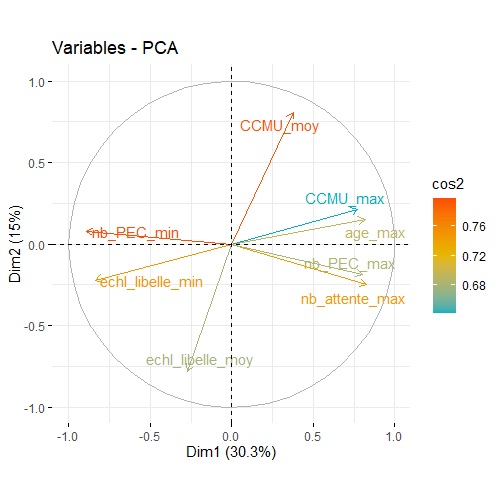 Variables - PCA
1.0
0.5
0.0
-0.5
-1.0
Dim2 (15%)
CCMU_moy
CCMU_max
age_max
nb_PEC_min
nb_PEC_max
echl_libelle_min
nb_attente_max
echl_libelle_moy
-1.0
-0.5
0.0
0.5
1.0
Dim1 (30.3%)
cos2
0.76
0.72
0.68